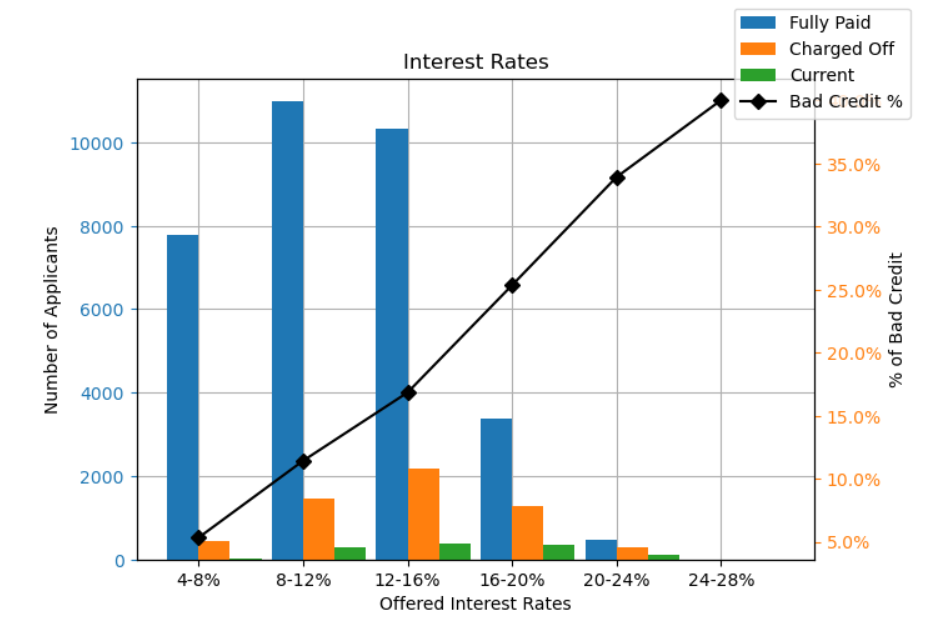 Fully Paid
Charged Off
Current
Bad Credit %
Interest Rates
Number of Applicants
10000
8000
6000
4000
2000
0
35.0%
30.0%
25.0%
20.0%
15.0%
10.0%
5.0%
% of Bad Credit
4-8% 8-12% 12-16% 16-20% 20-24% 24-28%
Offered Interest Rates